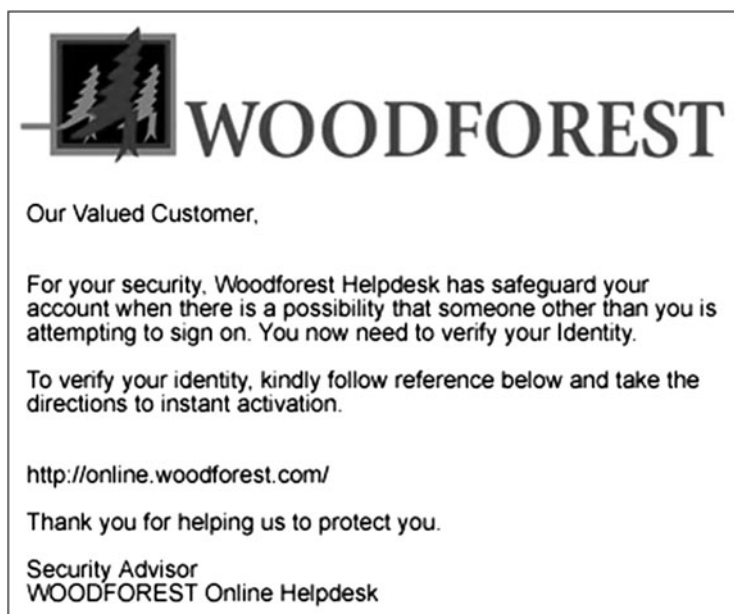 WOODFOREST
Our Valued Customer,
For your security, Woodforest Helpdesk has safeguard your
account when there is a possibility that someone other than you is
attempting to sign on. You now need to verify your Identity.
To verify your identity, kindly follow reference below and take the
directions to instant activation.
http://online.woodforest.com/
Thank you for helping us to protect you.
Security Advisor
WOODFOREST Online Helpdesk